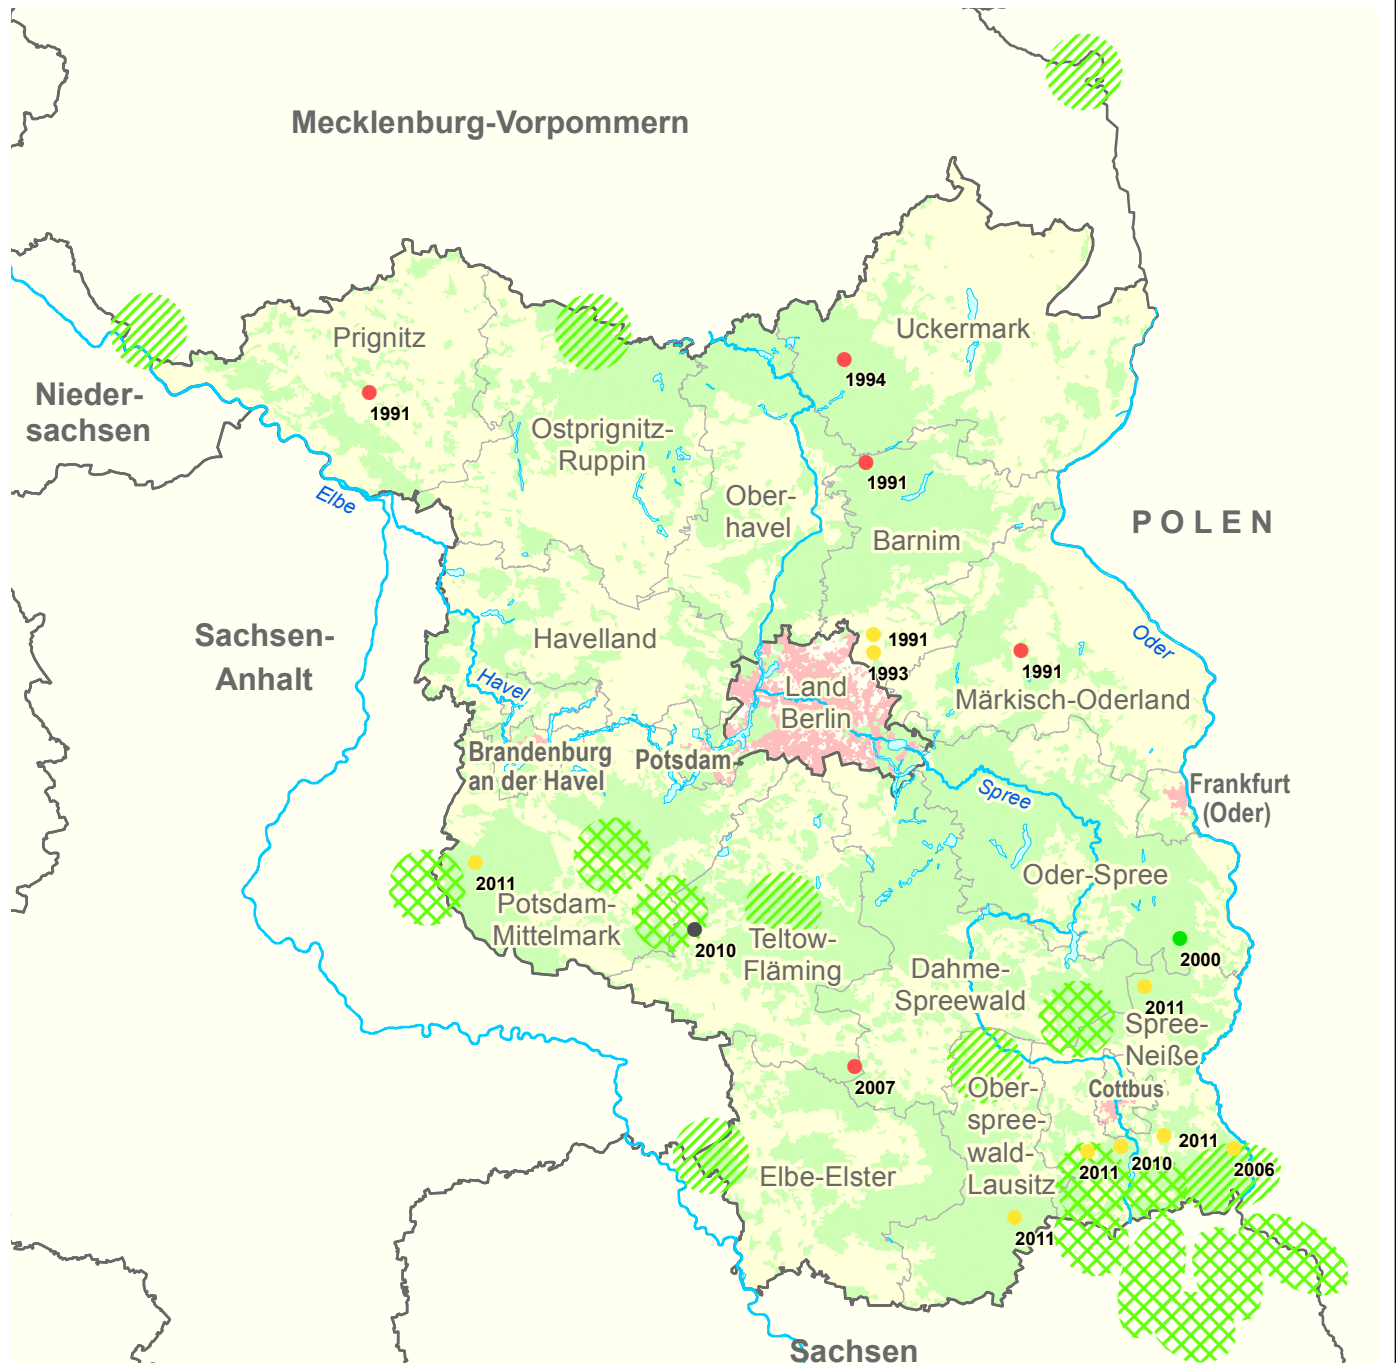 Mecklenburg-Vorpommern
Prignitz
Uckermark
1994
1991
Nieder-
sachsen
Ostprignitz-
Ruppin
1991
Elbe
Ober-
havel
Barnim
POLEN
Sachsen-
Anhalt
Havelland
1991
1993
1991
Oder
Havel
Land
Berlin
Märkisch-Oderland
Brandenburg
an der Havel
Potsdam
Spree
Frankfurt
(Oder)
2011
Potsdam-
Mittelmark
2010
Teltow-
Fläming
Oder-Spree
2000
Dahme-
Spreewald
2011
Spree-
Neiße
2007
Ober-
spree-
wald-
Lausitz
Cottbus
Elbe-Elster
2011
2010
2011
2006
2011
Sachsen